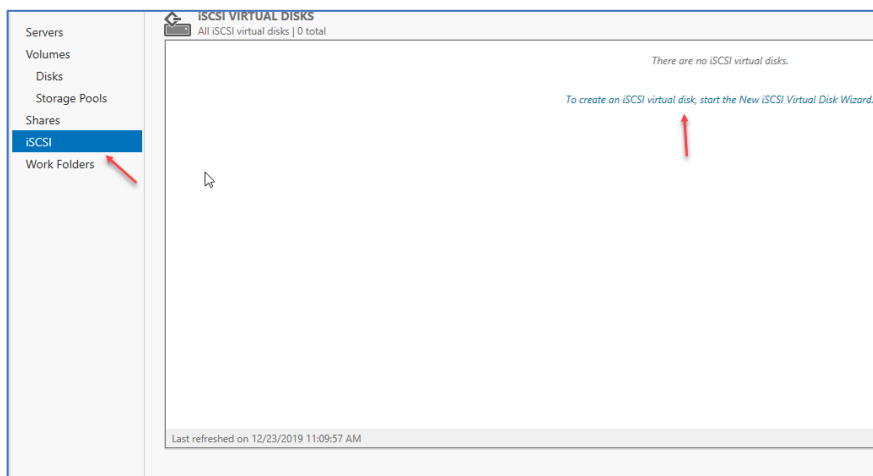 Servers
Volumes
Disks
Storage Pools
Shares
iSCSI
Work Folders
iSCSI VIRTUAL DISKS
All iSCSI virtual disks | 0 total
There are no iSCSI virtual disks.
To create an iSCSI virtual disk, start the New iSCSI Virtual Disk Wizard.
Last refreshed on 12/23/2019 11:09:57 AM